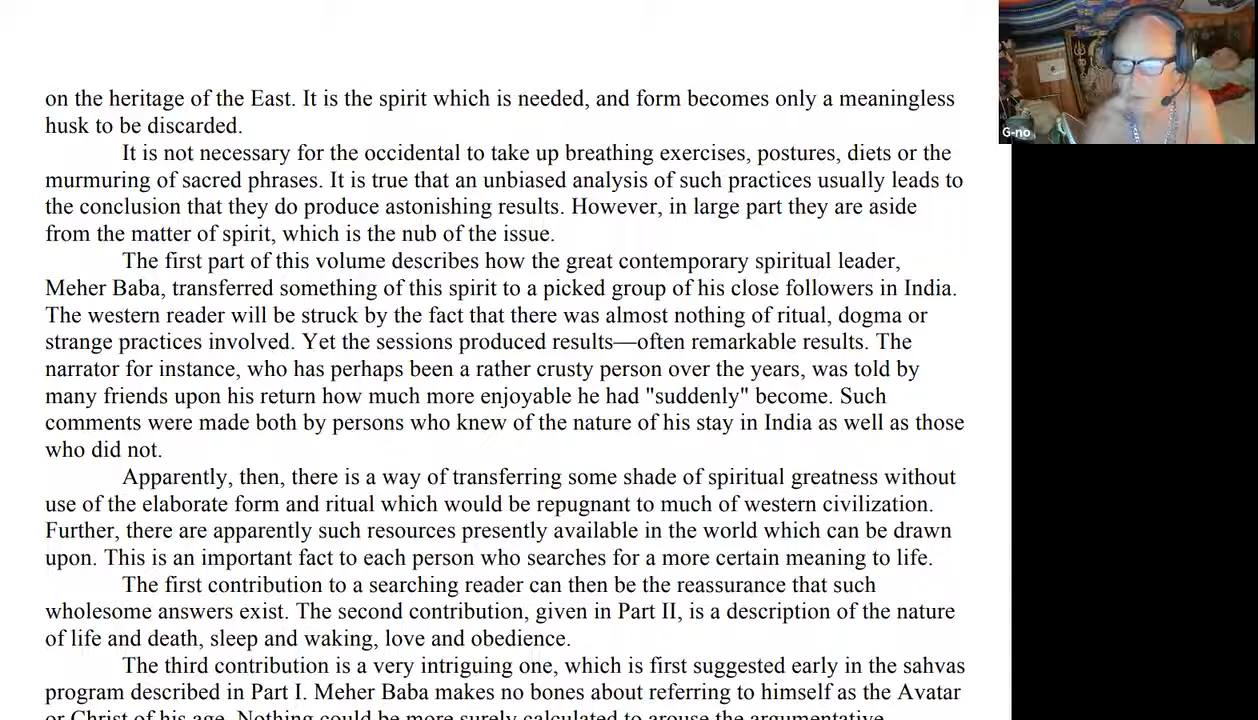 on the heritage of the East. It is the spirit which is needed, and form becomes only a meaningless
husk to be discarded.
It is not necessary for the occidental to take up breathing exercises, postures, diets or the
murmuring of sacred phrases. It is true that an unbiased analysis of such practices usually leads to
the conclusion that they do produce astonishing results. However, in large part they are aside
from the matter of spirit, which is the nub of the issue.
The first part of this volume describes how the great contemporary spiritual leader,
Meher Baba, transferred something of this spirit to a picked group of his close followers in India.
The western reader will be struck by the fact that there was almost nothing of ritual, dogma or
strange practices involved. Yet the sessions produced results—often remarkable results. The
narrator for instance, who has perhaps been a rather crusty person over the years, was told by
many friends upon his return how much more enjoyable he had "suddenly" become. Such
comments were made both by persons who knew of the nature of his stay in India as well as those
who did not.
Apparently, then, there is a way of transferring some shade of spiritual greatness without
use of the elaborate form and ritual which would be repugnant to much of western civilization.
Further, there are apparently such resources presently available in the world which can be drawn
upon. This is an important fact to each person who searches for a more certain meaning to life.
The first contribution to a searching reader can then be the reassurance that such
wholesome answers exist. The second contribution, given in Part II, is a description of the nature
of life and death, sleep and waking, love and obedience.
The third contribution is a very intriguing one, which is first suggested early in the sahvas
program described in Part I. Meher Baba makes no bones about referring to himself as the Avatar
or Christ of his age. Nothing could be more surely calculated to arouse the argumentative
G-no